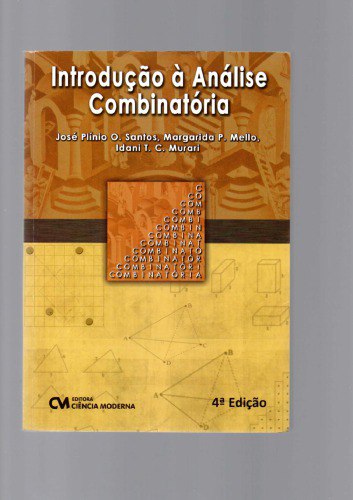 Introdução à Análise
Combinatória
José Plínio O. Santos, Margarida P. Mello,
Idani T. C. Murari
C
CO
COM
COMB
COMBI
COMBIN
COMBINA
COMBINAT
COMBINATO
COMBINATOR
COMBINATORI
COMBINATORIA
A
B
C
D
E
A
B
D
CM EDITORA
CIÊNCIA MODERNA
4ª Edição